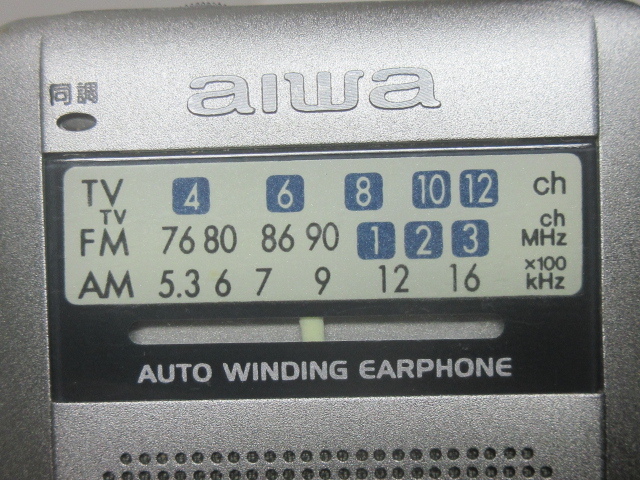 同調
aiwa
TV 4 6 8 10 12 ch
TV ch
FM 76 80 86 90 1 2 3 MHz
AM 5.3 6 7 9 12 16 ×100 kHz
AUTO WINDING EARPHONE